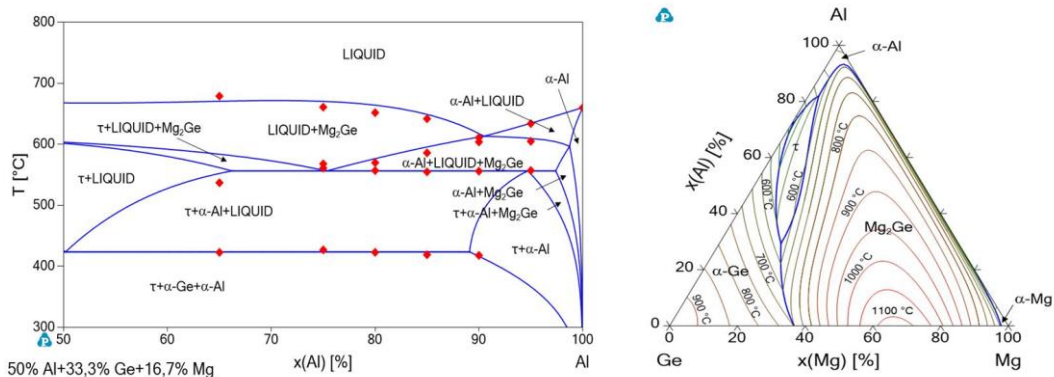 800
700
600
500
400
300
T [°C]
LIQUID
α-Al
α-Al+LIQUID
τ+LIQUID+Mg₂Ge
LIQUID+Mg₂Ge
α-Al+LIQUID+Mg₂Ge
τ+LIQUID
α-Al+Mg₂Ge
τ+α-Al+Mg₂Ge
τ+α-Al+LIQUID
τ+α-Al
τ+α-Ge+α-Al
50 60 70 80 90 100
P
x(Al) [%]
Al
50% Al+33,3% Ge+16,7% Mg
P
Al
100
α-Al
80
τ
800 °C
x(Al) [%]
60
600 °C
600 °C
40
900 °C
Mg₂Ge
α-Ge
700 °C
20
800 °C
1000 °C
900 °C
1100 °C
α-Mg
0
0 20 40 60 80 100
Ge
x(Mg) [%]
Mg